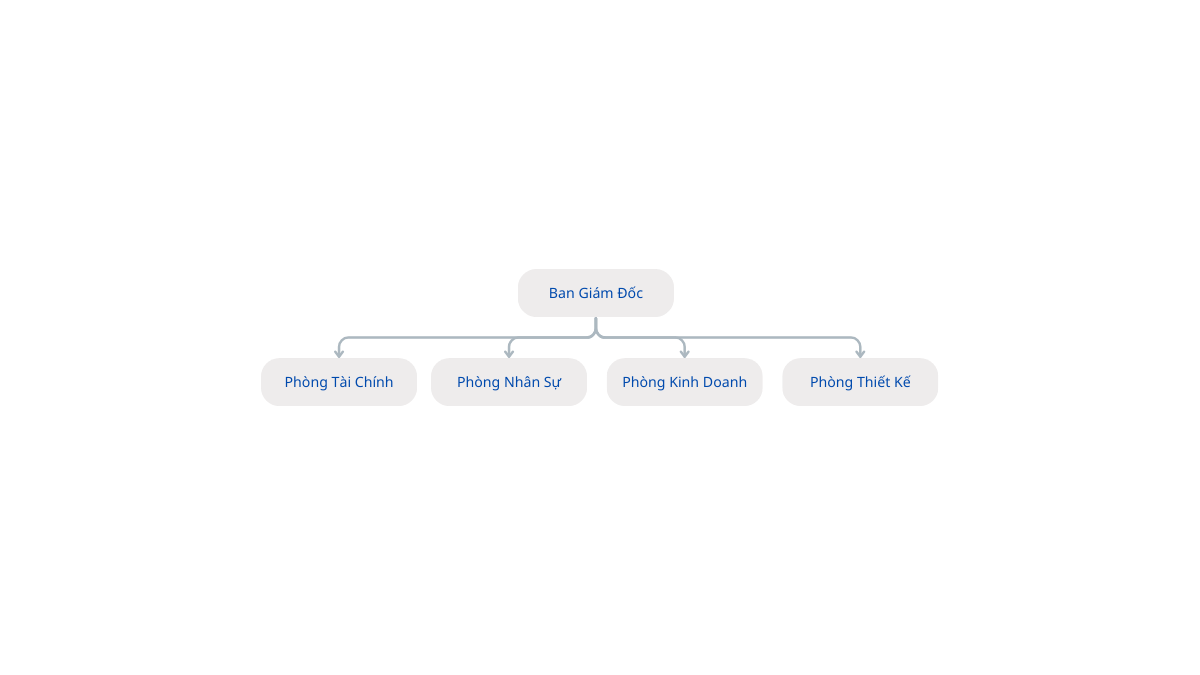 Ban Giám Đốc
Phòng Tài Chính
Phòng Nhân Sự
Phòng Kinh Doanh
Phòng Thiết Kế